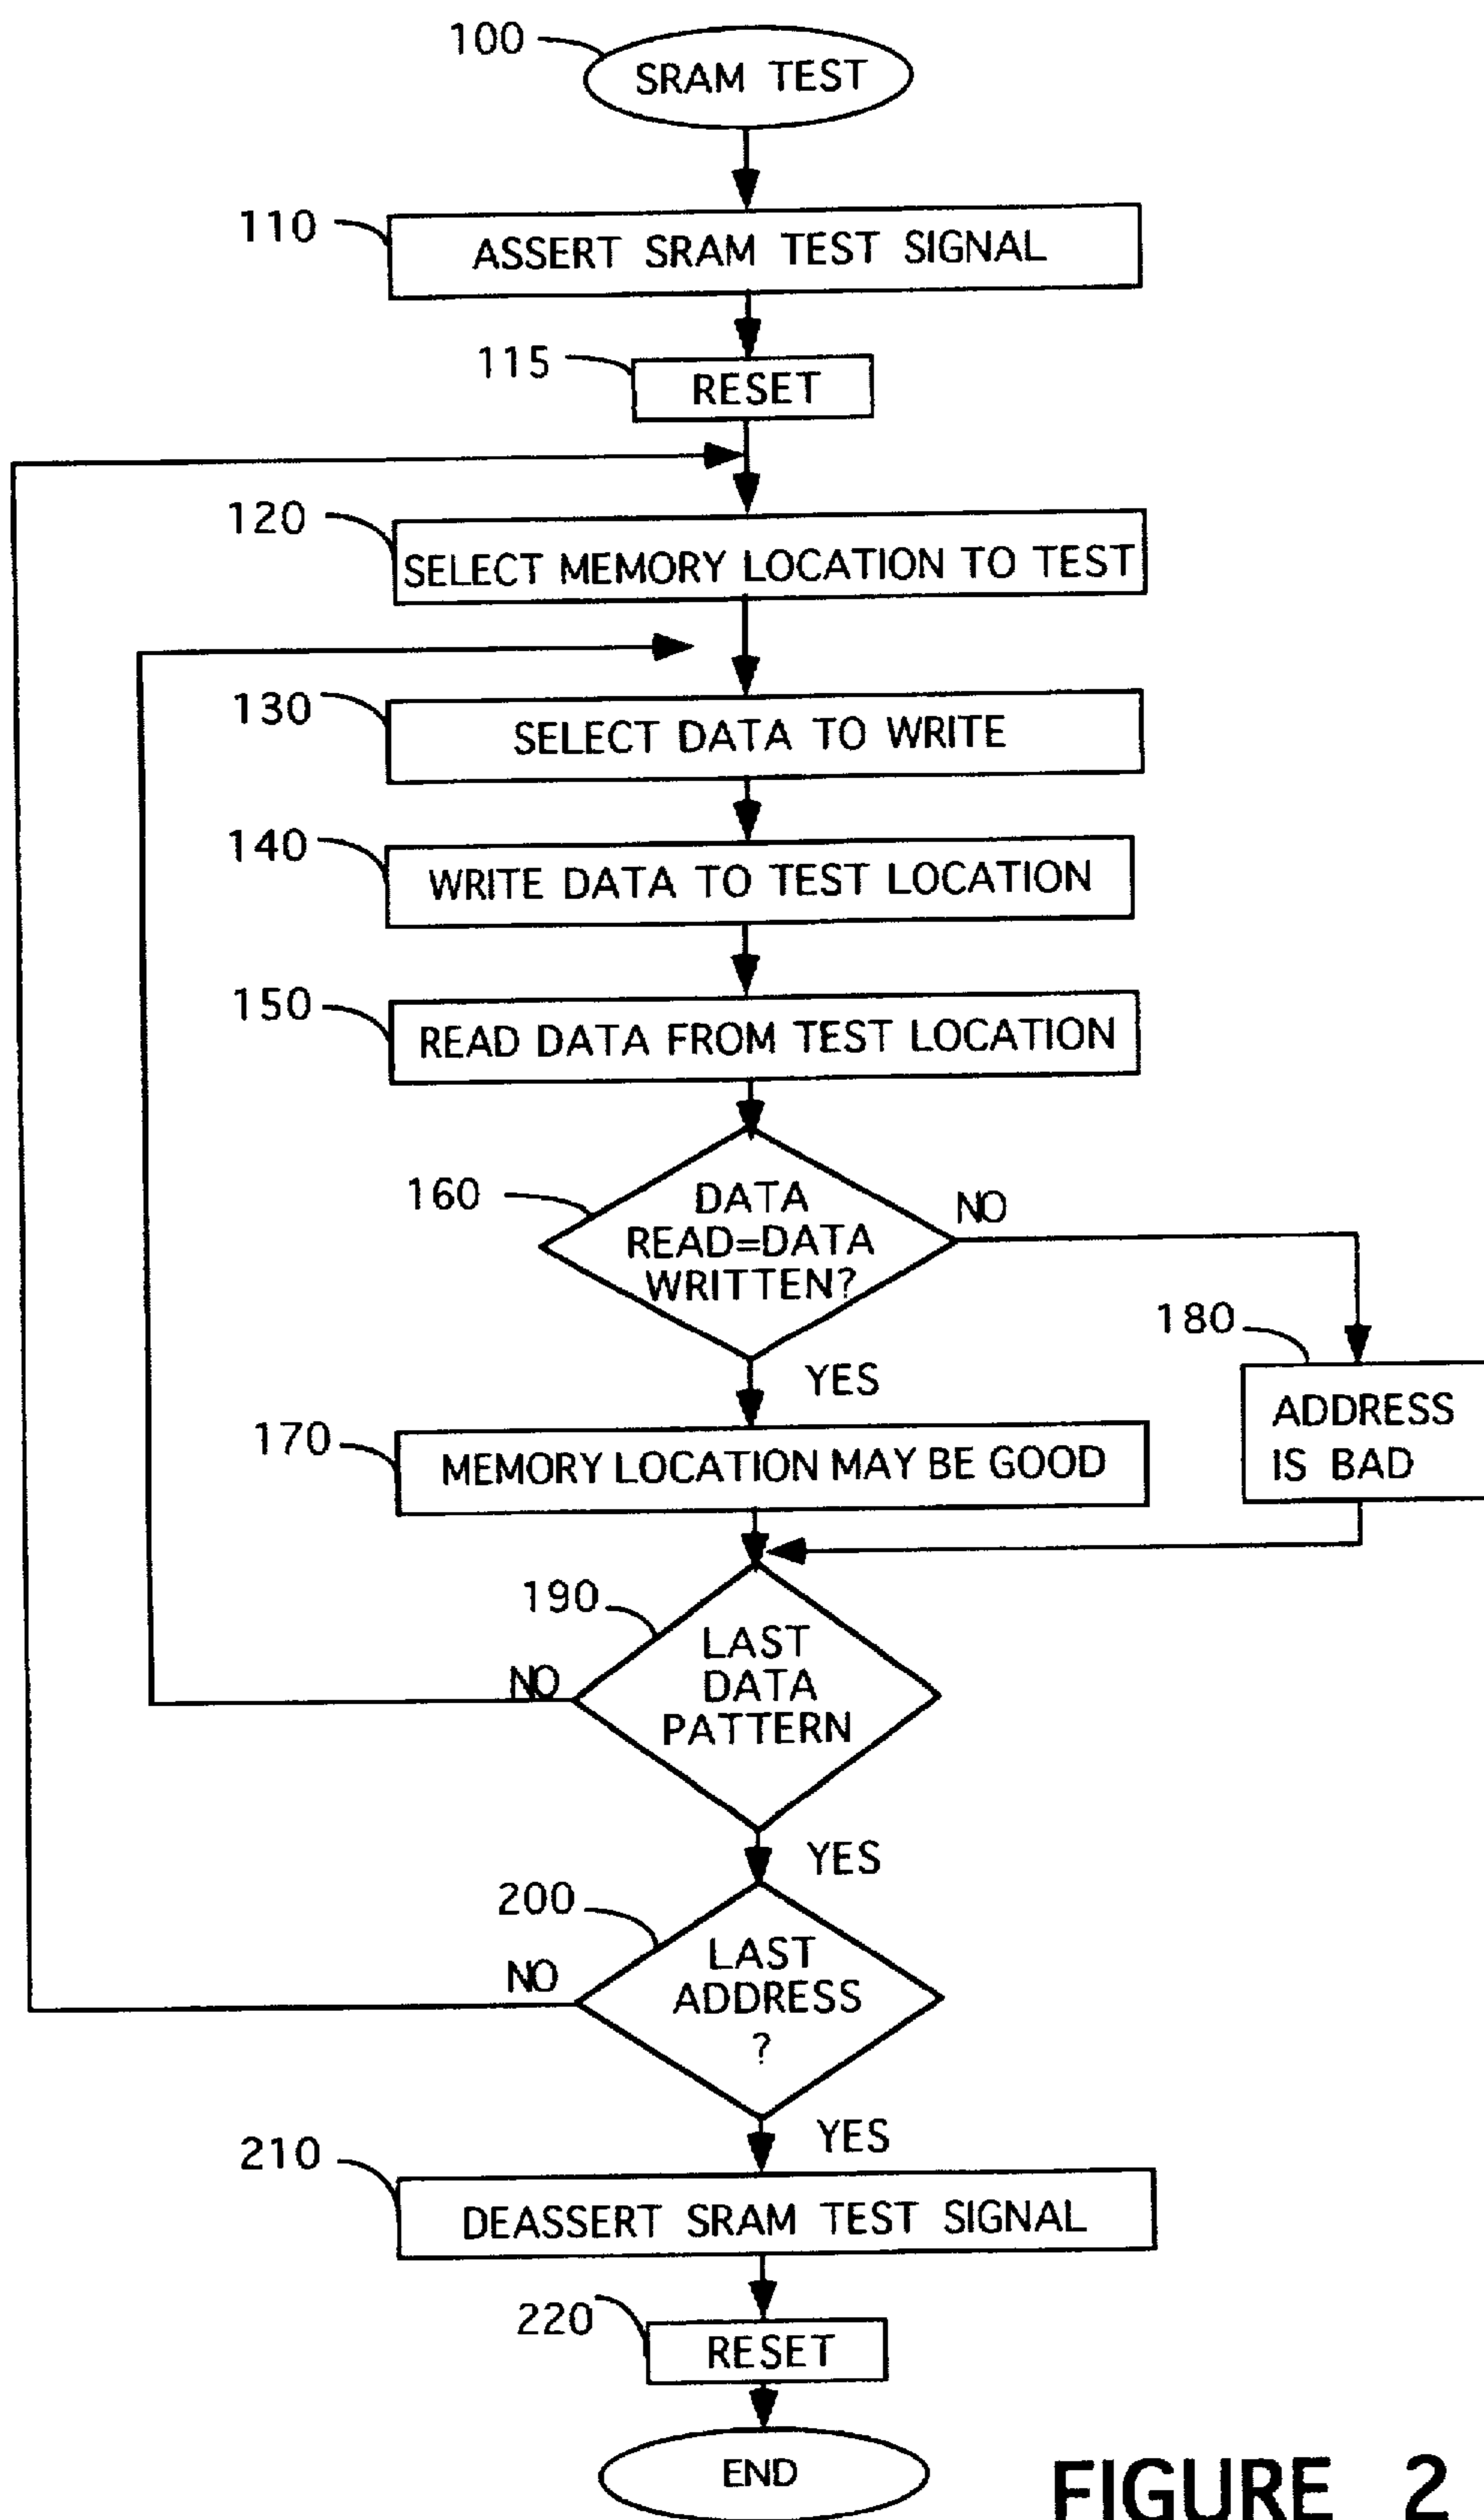 100
SRAM TEST
110
ASSERT SRAM TEST SIGNAL
115
RESET
120
SELECT MEMORY LOCATION TO TEST
130
SELECT DATA TO WRITE
140
WRITE DATA TO TEST LOCATION
150
READ DATA FROM TEST LOCATION
160
DATA
READ=DATA
WRITTEN?
NO
180
ADDRESS
IS BAD
YES
170
MEMORY LOCATION MAY BE GOOD
190
LAST
DATA
PATTERN
NO
YES
200
LAST
ADDRESS
?
NO
YES
210
DEASSERT SRAM TEST SIGNAL
220
RESET
END
FIGURE 2